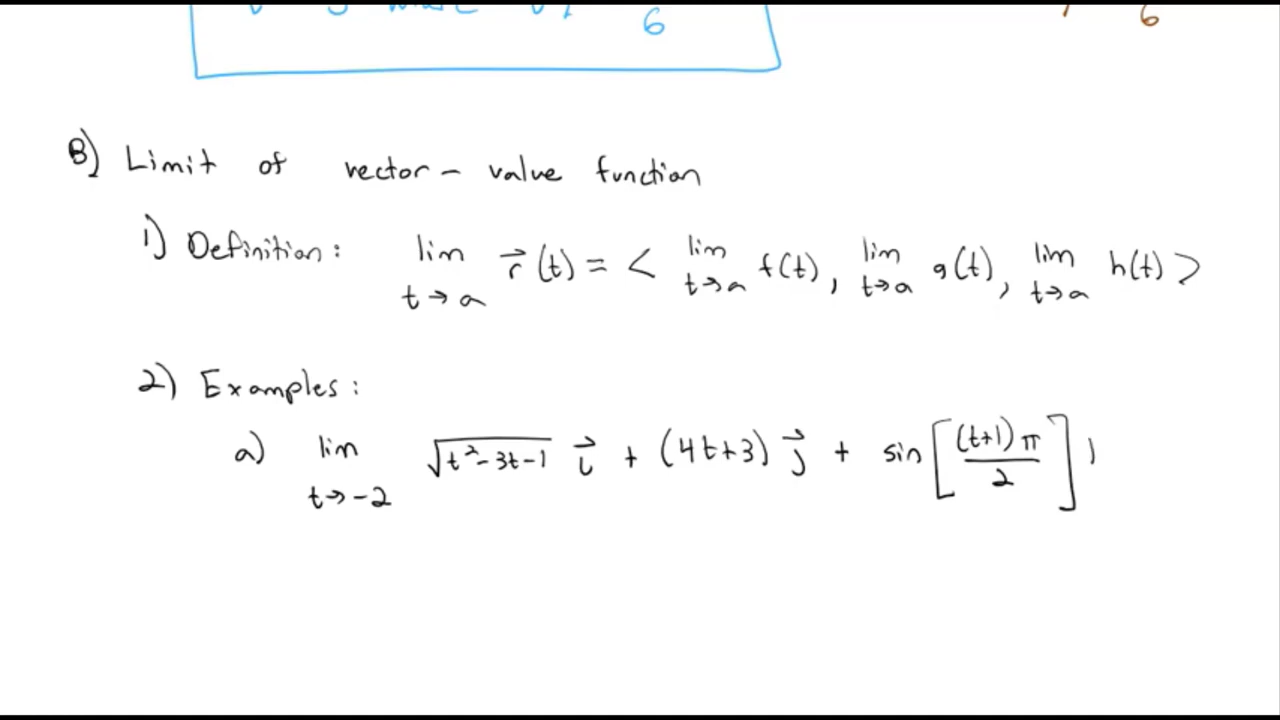 6 6
B) Limit of vector - value function
1) Definition: lim t→a r⃗(t) = < lim t→a f(t), lim t→a g(t), lim t→a h(t) >
2) Examples:
a) lim t→-2 √(t²-3t-1) i⃗ + (4t+3) j⃗ + sin[(t+1)π/2]